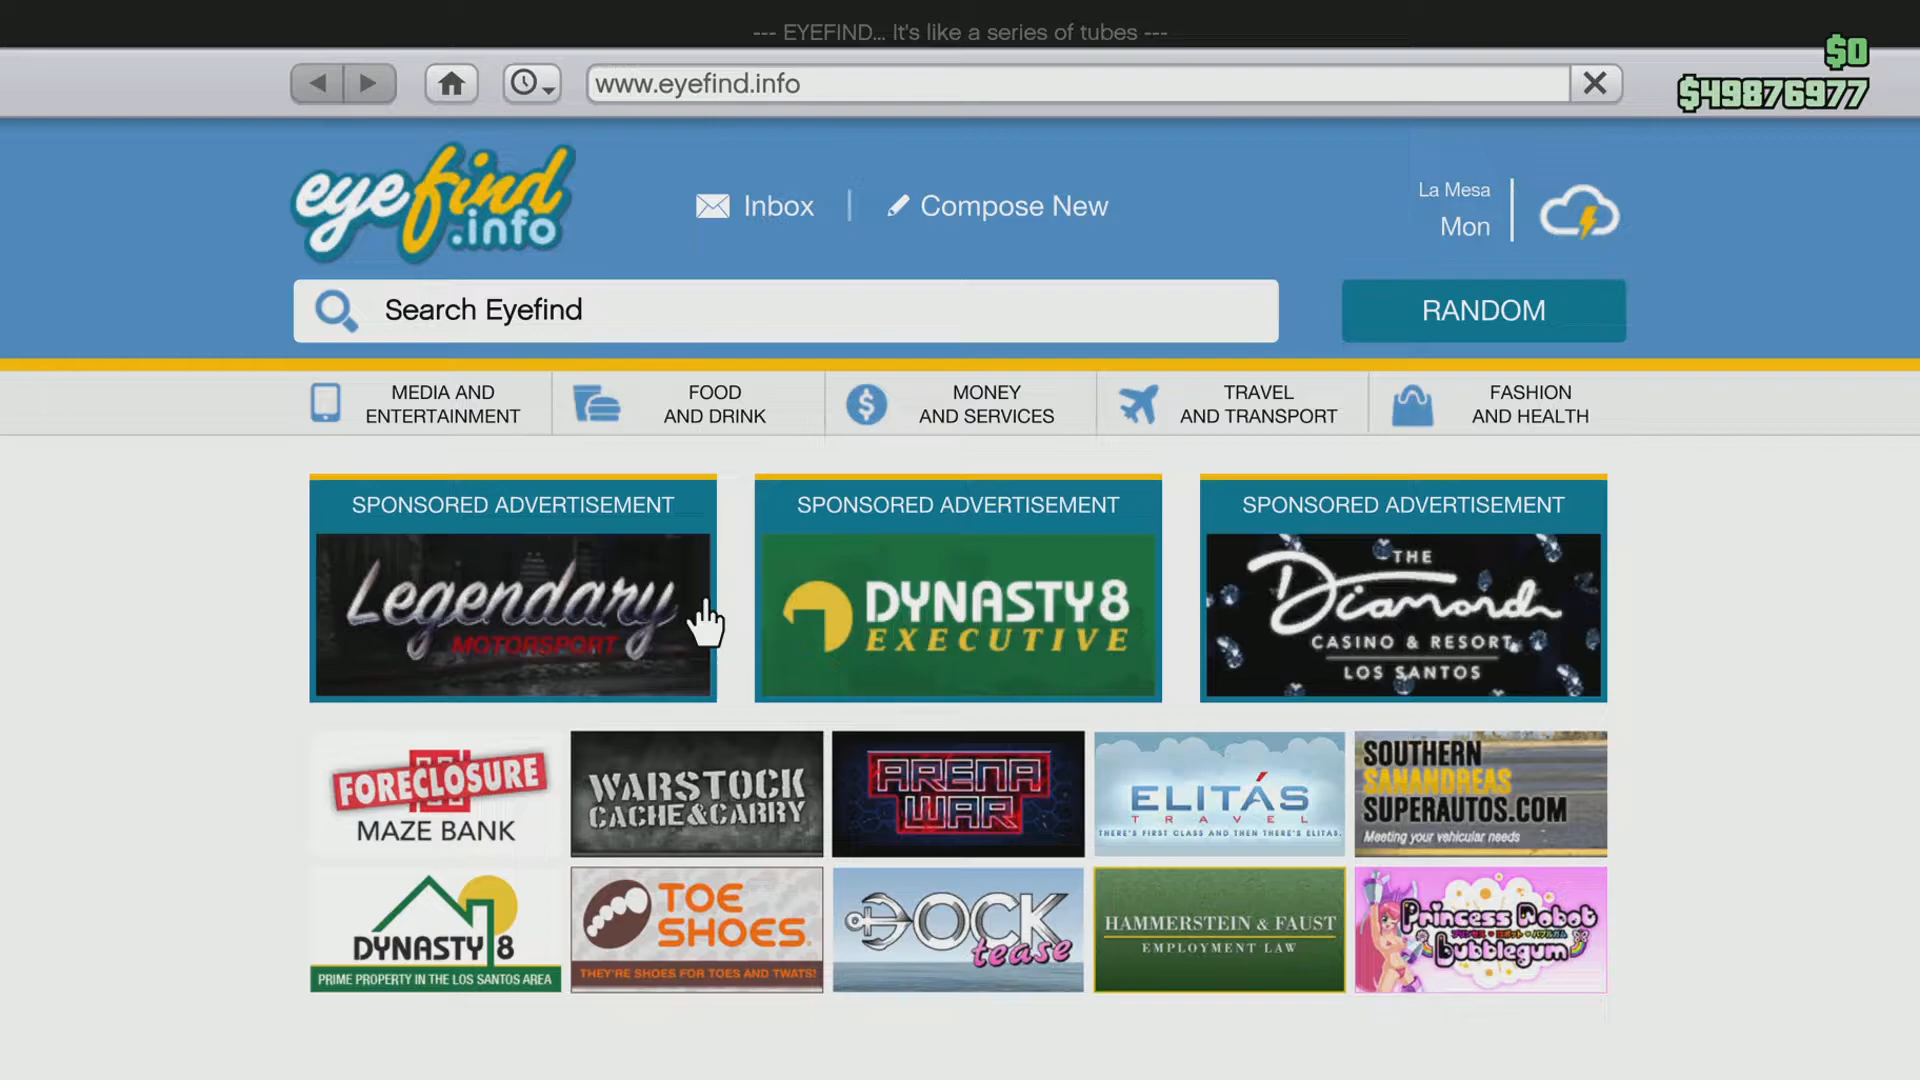 --- EYEFIND... It's like a series of tubes ---
$0
www.eyefind.info
$49876977
eyefind
.info
Inbox
Compose New
La Mesa
Mon
Search Eyefind
RANDOM
MEDIA AND
ENTERTAINMENT
FOOD
AND DRINK
MONEY
AND SERVICES
TRAVEL
AND TRANSPORT
FASHION
AND HEALTH
SPONSORED ADVERTISEMENT
Legendary
MOTORSPORT
SPONSORED ADVERTISEMENT
DYNASTY8
EXECUTIVE
SPONSORED ADVERTISEMENT
THE
Diamond
CASINO & RESORT
LOS SANTOS
FORECLOSURE
MAZE BANK
WARSTOCK
CACHE&CARRY
ARENA
WAR
ELITÁS
TRAVEL
THERE'S FIRST CLASS AND THEN THERE'S ELITAS.
SOUTHERN
SANANDREAS
SUPERAUTOS.COM
Meeting your vehicular needs
DYNASTY 8
PRIME PROPERTY IN THE LOS SANTOS AREA
TOE
SHOES.
THEY'RE SHOES FOR TOES AND TWATS!
DOCK
tease
HAMMERSTEIN & FAUST
EMPLOYMENT LAW
Princess Robot
Bubblegum